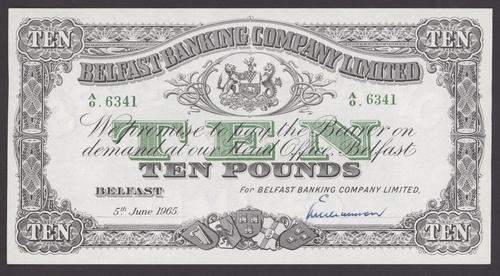 TEN TEN
BELFAST BANKING COMPANY LIMITED
A/O. 6341 A/O. 6341
We promise to pay the Bearer on
demand at our Head Office, Belfast
TEN
TEN POUNDS
BELFAST For BELFAST BANKING COMPANY LIMITED,
5th June 1965.
TEN TEN